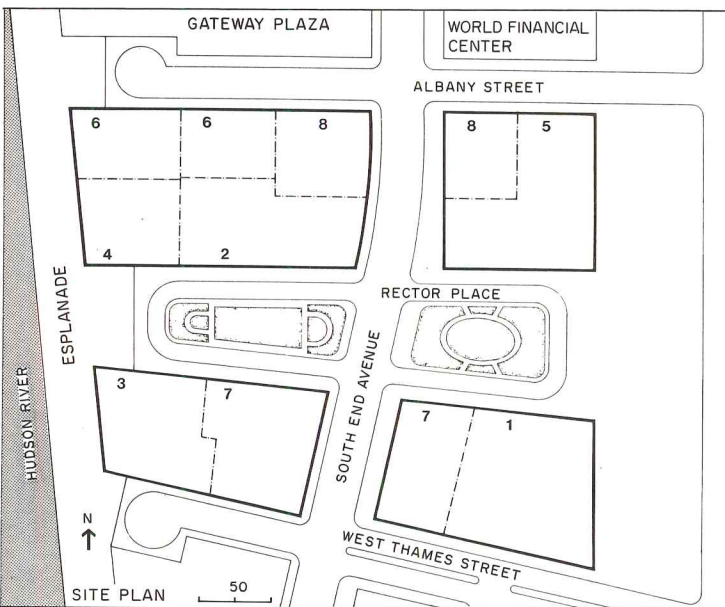 GATEWAY PLAZA
WORLD FINANCIAL
CENTER
ALBANY STREET
6
6
8
8
5
4
2
ESPLANADE
RECTOR PLACE
HUDSON RIVER
SOUTH END AVENUE
3
7
7
1
N
WEST THAMES STREET
SITE PLAN
50